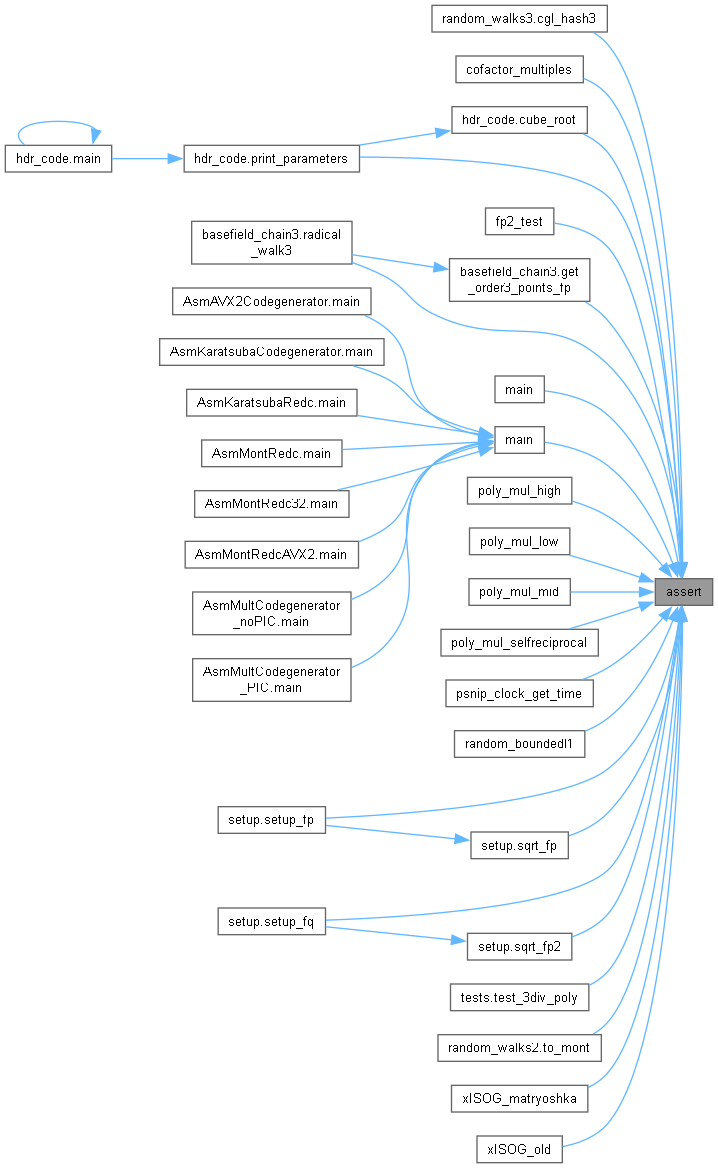 random_walks3.cgl_hash3
cofactor_multiples
hdr_code.cube_root
hdr_code.main
hdr_code.print_parameters
fp2_test
basefield_chain3.radical
_walk3
basefield_chain3.get
_order3_points_fp
AsmAVX2Codegenerator.main
AsmKaratsubaCodegenerator.main
main
AsmKaratsubaRedc.main
main
AsmMontRedc.main
poly_mul_high
AsmMontRedc32.main
poly_mul_low
AsmMontRedcAVX2.main
poly_mul_mid
assert
AsmMultCodegenerator
_noPIC.main
poly_mul_selfreciprocal
AsmMultCodegenerator
_PIC.main
psnip_clock_get_time
random_boundedl1
setup.setup_fp
setup.sqrt_fp
setup.setup_fq
setup.sqrt_fp2
tests.test_3div_poly
random_walks2.to_mont
xISOG_matryoshka
xISOG_old